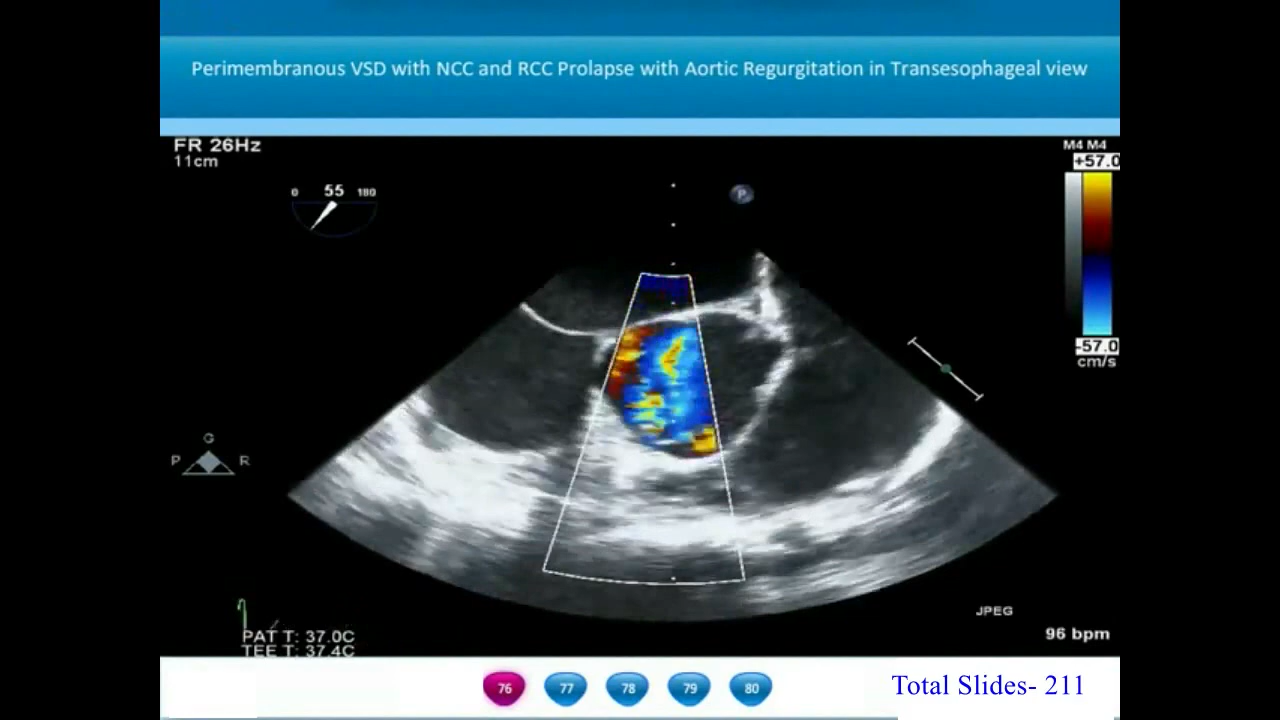 Perimembranous VSD with NCC and RCC Prolapse with Aortic Regurgitation in Transesophageal view
FR 26Hz
11cm
M4 M4
+57.0
0 55 180
P
-57.0
cm/s
G
P R
JPEG
PAT T: 37.0C
TEE T: 37.4C
96 bpm
76 77 78 79 80
Total Slides- 211